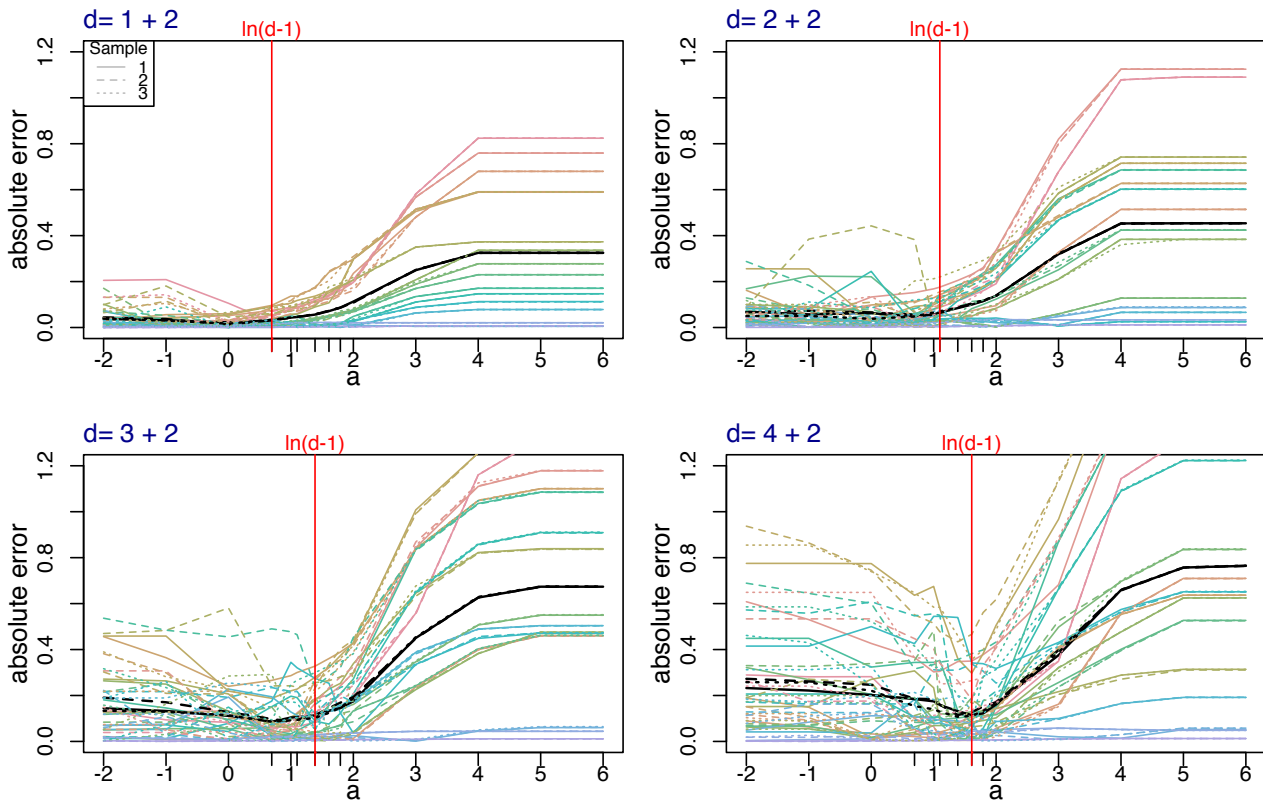 d= 1 + 2
ln(d-1)
Sample
1
2
3
absolute error
0.0 0.4 0.8 1.2
-2 -1 0 1 2 3 4 5 6
a
d= 2 + 2
ln(d-1)
absolute error
0.0 0.4 0.8 1.2
-2 -1 0 1 2 3 4 5 6
a
d= 3 + 2
ln(d-1)
absolute error
0.0 0.4 0.8 1.2
-2 -1 0 1 2 3 4 5 6
a
d= 4 + 2
ln(d-1)
absolute error
0.0 0.4 0.8 1.2
-2 -1 0 1 2 3 4 5 6
a